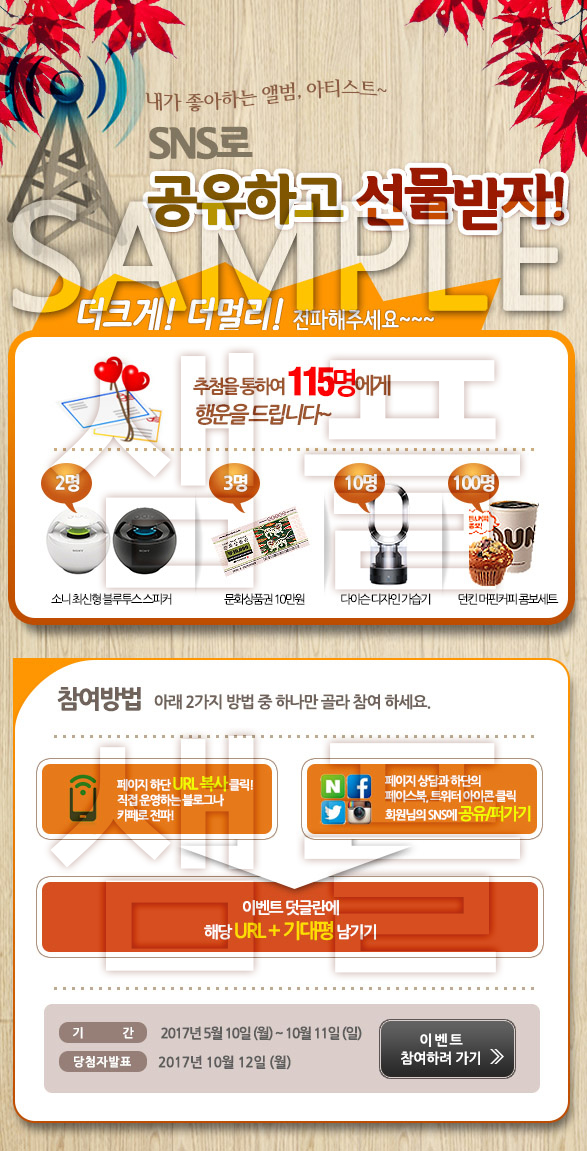 내가 좋아하는 앨범, 아티스트~
SNS로
공유하고 선물받자!
SAMPLE
더크게! 더멀리! 전파해주세요~~~
추첨을 통하여 115명에게
행운을 드립니다~
샘플
2명
3명
10명
100명
SONY
SONY
소니 최신형 블루투스 스피커
문화상품권 10만원
다이슨 디자인 가습기
던킨 머핀커피 콤보세트
참여방법 아래 2가지 방법 중 하나만 골라 참여 하세요.
샘플
페이지 하단 URL 복사 클릭!
직접 운영하는 블로그나
카페로 전파!
N f
페이지 상담과 하단의
페이스북, 트위터 아이콘 클릭
회원님의 SNS에 공유/퍼가기
이벤트 덧글란에
해당 URL + 기대평 남기기
기 간 2017년 5월 10일 (월) ~ 10월 11일 (일)
당첨자발표 2017년 10월 12일 (월)
이벤트
참여하러 가기